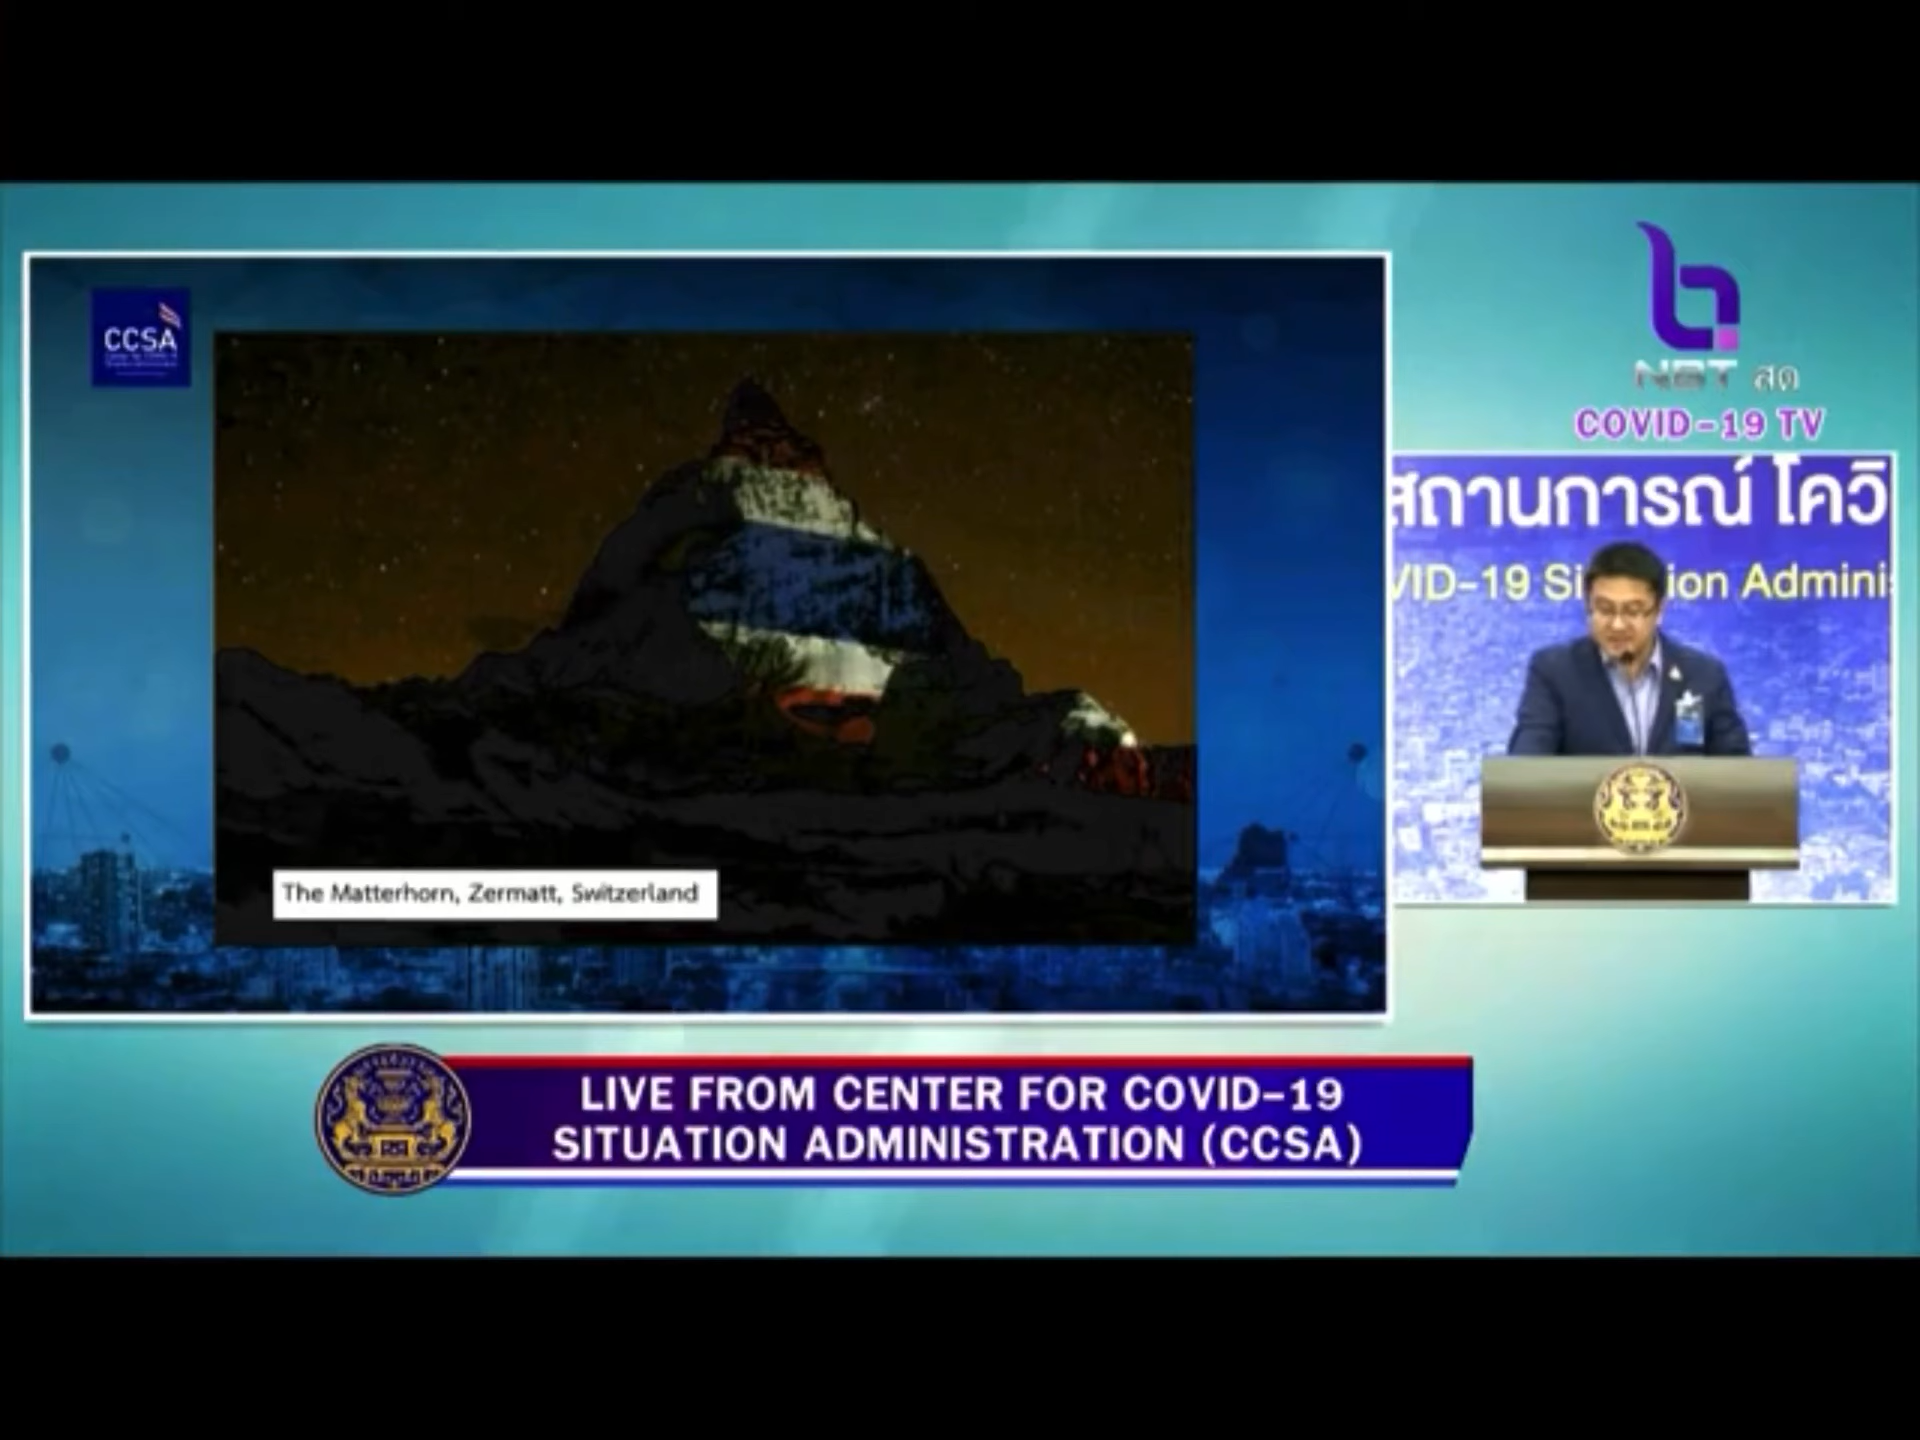 CCSA
NBT สด
COVID-19 TV
สถานการณ์ โควิ
VID-19 Si ion Adminis
The Matterhorn, Zermatt, Switzerland
LIVE FROM CENTER FOR COVID-19
SITUATION ADMINISTRATION (CCSA)